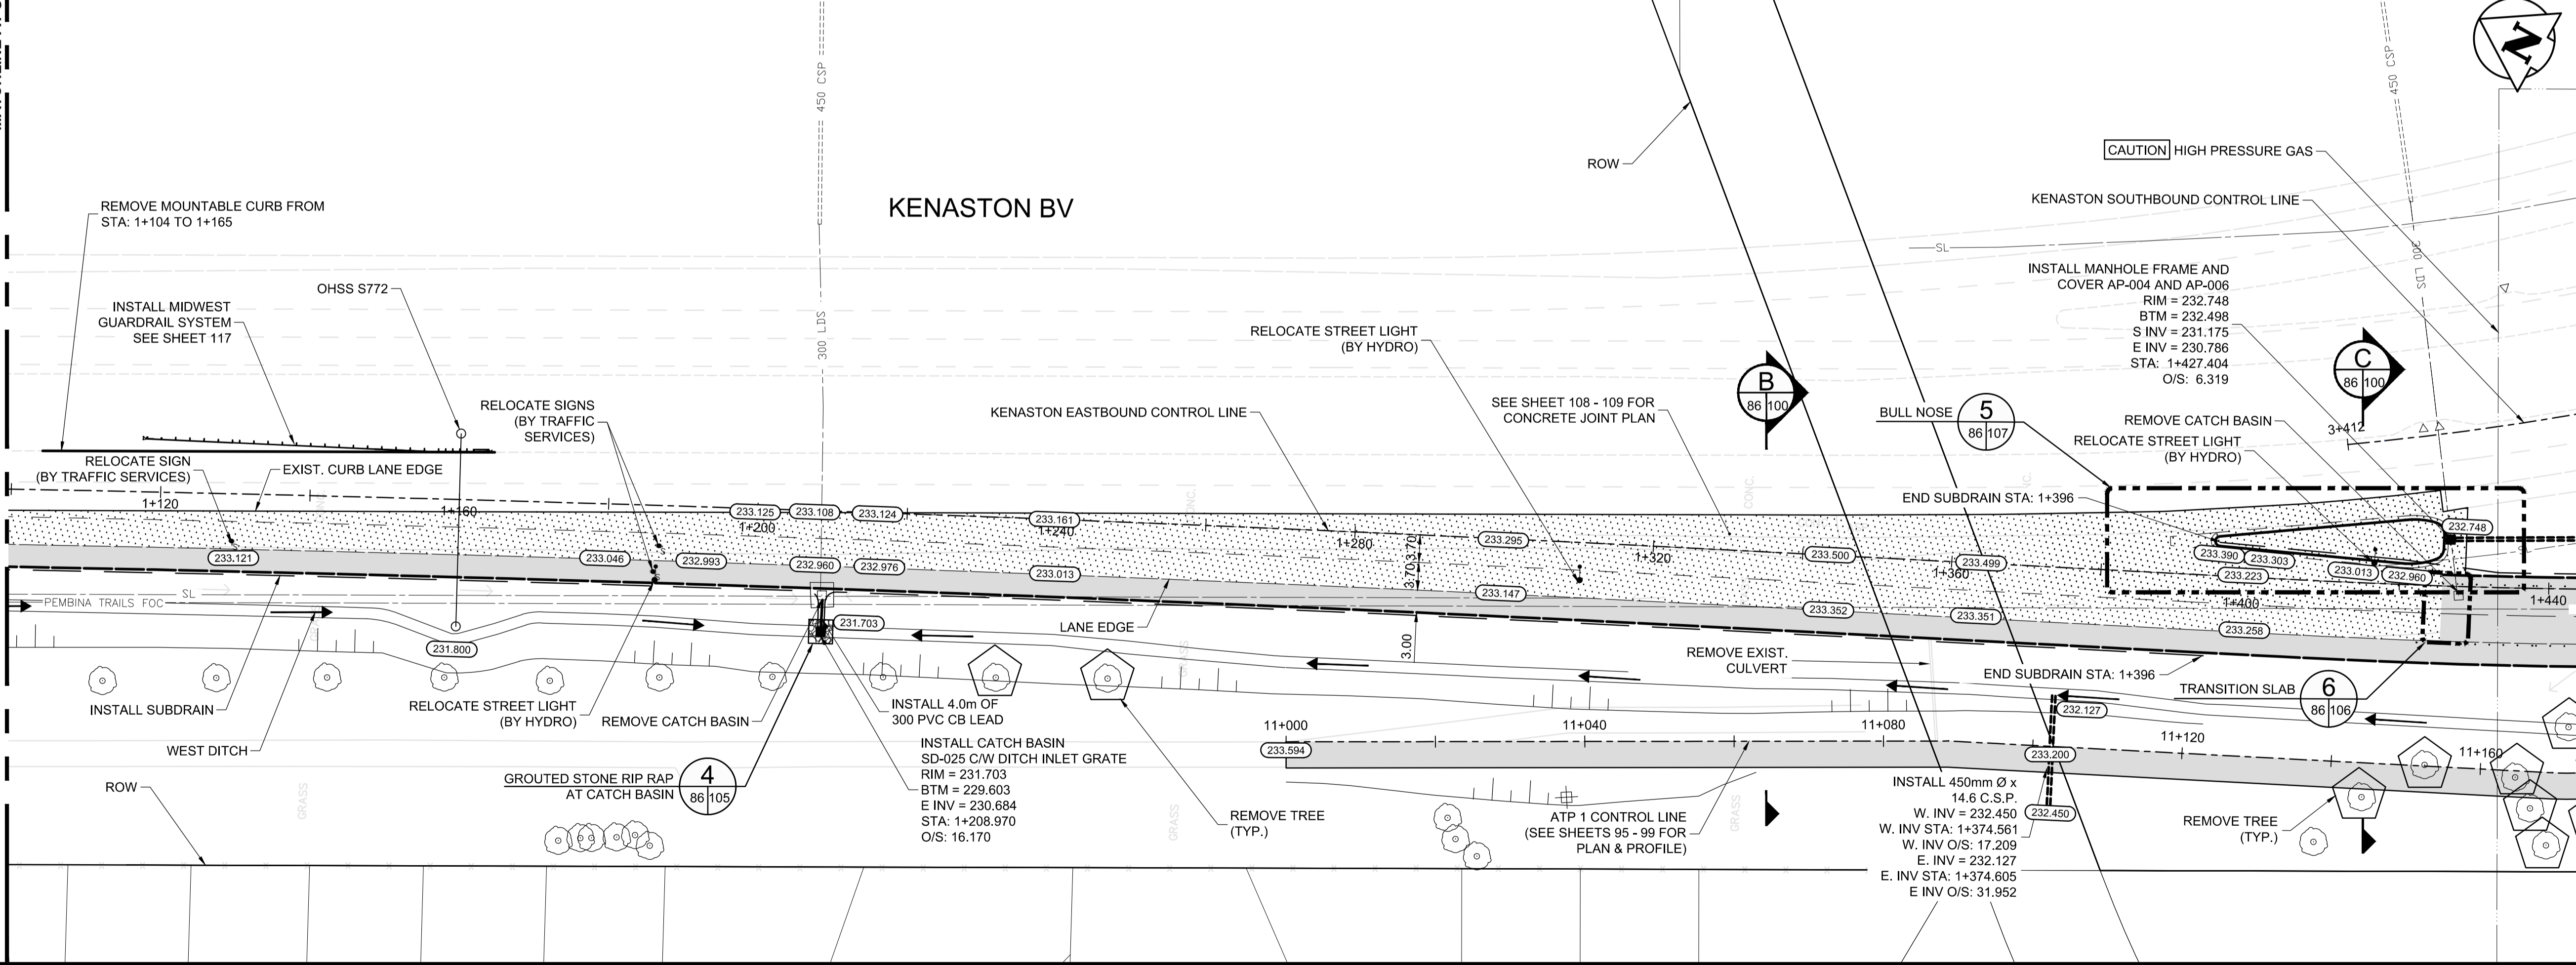 N
450 CSP
450 CSP
ROW
CAUTION HIGH PRESSURE GAS
KENASTON SOUTHBOUND CONTROL LINE
REMOVE MOUNTABLE CURB FROM
STA: 1+104 TO 1+165
KENASTON BV
SL
OHSS S772
300 LDS
300 LDS
INSTALL MIDWEST
GUARDRAIL SYSTEM
SEE SHEET 117
INSTALL MANHOLE FRAME AND
COVER AP-004 AND AP-006
RIM = 232.748
BTM = 232.498
S INV = 231.175
E INV = 230.786
STA: 1+427.404
O/S: 6.319
RELOCATE STREET LIGHT
(BY HYDRO)
B
86 100
C
86 100
RELOCATE SIGNS
(BY TRAFFIC
SERVICES)
KENASTON EASTBOUND CONTROL LINE
SEE SHEET 108 - 109 FOR
CONCRETE JOINT PLAN
BULL NOSE
5
86 107
REMOVE CATCH BASIN
3+412
RELOCATE STREET LIGHT
(BY HYDRO)
RELOCATE SIGN
(BY TRAFFIC SERVICES)
EXIST. CURB LANE EDGE
CONC.
END SUBDRAIN STA: 1+396
1+120
1+160
1+200
1+240
1+280
1+320
1+360
1+400
1+440
233.125
233.108
233.124
233.161
233.295
233.500
233.499
233.390
233.303
233.223
233.013
232.960
232.748
233.121
233.046
232.993
232.960
232.976
233.013
233.147
233.352
233.351
233.258
3.70
3.70
3.00
PEMBINA TRAILS FOC
SL
231.800
231.703
LANE EDGE
GRASS
REMOVE EXIST.
CULVERT
END SUBDRAIN STA: 1+396
TRANSITION SLAB
6
86 106
INSTALL SUBDRAIN
RELOCATE STREET LIGHT
(BY HYDRO)
REMOVE CATCH BASIN
INSTALL 4.0m OF
300 PVC CB LEAD
WEST DITCH
INSTALL CATCH BASIN
SD-025 C/W DITCH INLET GRATE
RIM = 231.703
BTM = 229.603
E INV = 230.684
STA: 1+208.970
O/S: 16.170
GROUTED STONE RIP RAP
AT CATCH BASIN
4
86 105
ROW
GRASS
GRASS
GRASS
REMOVE TREE
(TYP.)
11+000
11+040
11+080
11+120
11+160
233.594
232.127
233.200
232.450
ATP 1 CONTROL LINE
(SEE SHEETS 95 - 99 FOR
PLAN & PROFILE)
INSTALL 450mm Ø x
14.6 C.S.P.
W. INV = 232.450
W. INV STA: 1+374.561
W. INV O/S: 17.209
E. INV = 232.127
E. INV STA: 1+374.605
E INV O/S: 31.952
REMOVE TREE
(TYP.)